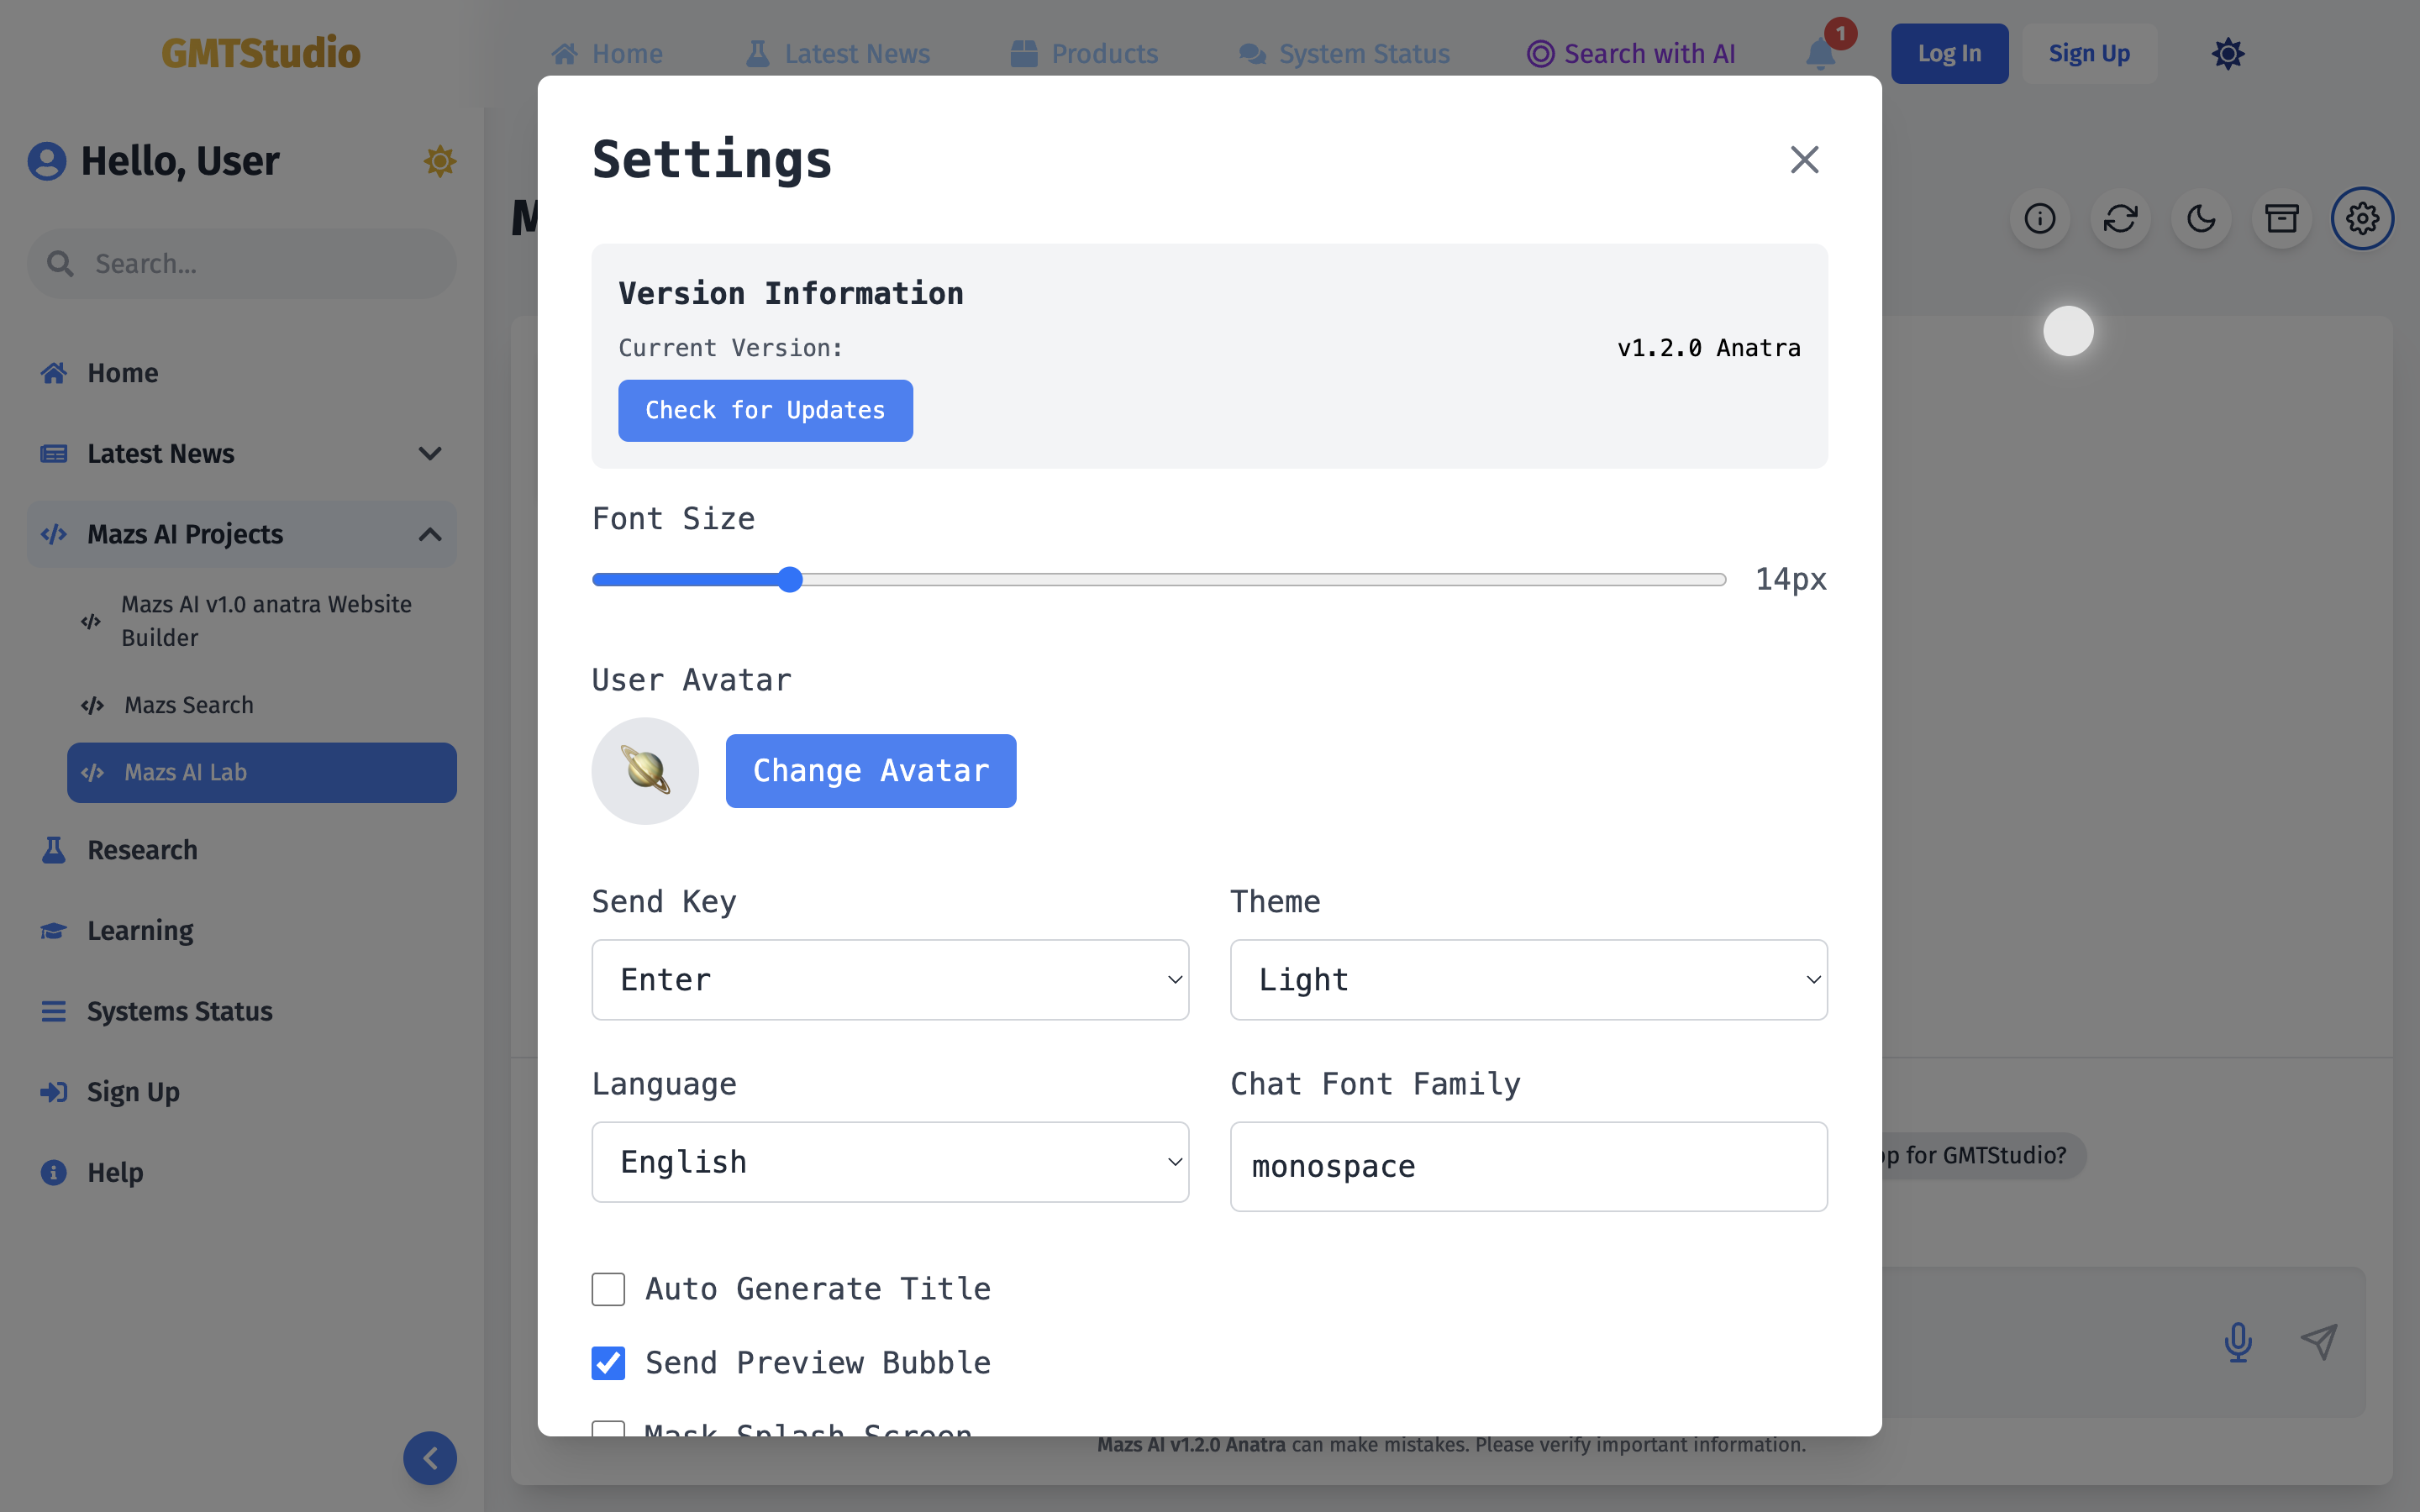 GMTStudio
Home
Latest News
Products
System Status
Search with AI
1
Log In
Sign Up
Hello, User
Search...
Home
Latest News
Mazs AI Projects
Mazs AI v1.0 anatra Website
Builder
Mazs Search
Mazs AI Lab
Research
Learning
Systems Status
Sign Up
Help
M
Settings
Version Information
Current Version:
v1.2.0 Anatra
Check for Updates
Font Size
14px
User Avatar
Change Avatar
Send Key
Theme
Enter
Light
Language
Chat Font Family
English
monospace
Auto Generate Title
Send Preview Bubble
Mask Splash Screen
op for GMTStudio?
Mazs AI v1.2.0 Anatra can make mistakes. Please verify important information.